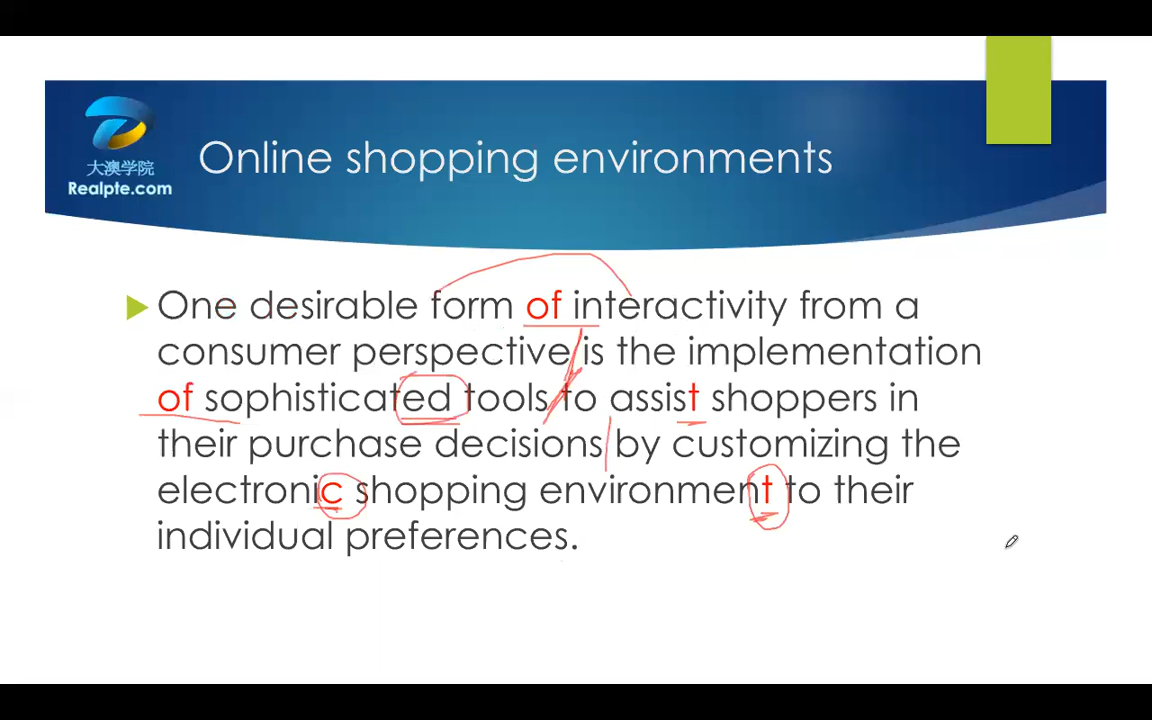 大澳学院
Realpte.com
Online shopping environments
One desirable form of interactivity from a
consumer perspective is the implementation
of sophisticated tools to assist shoppers in
their purchase decisions by customizing the
electronic shopping environment to their
individual preferences.